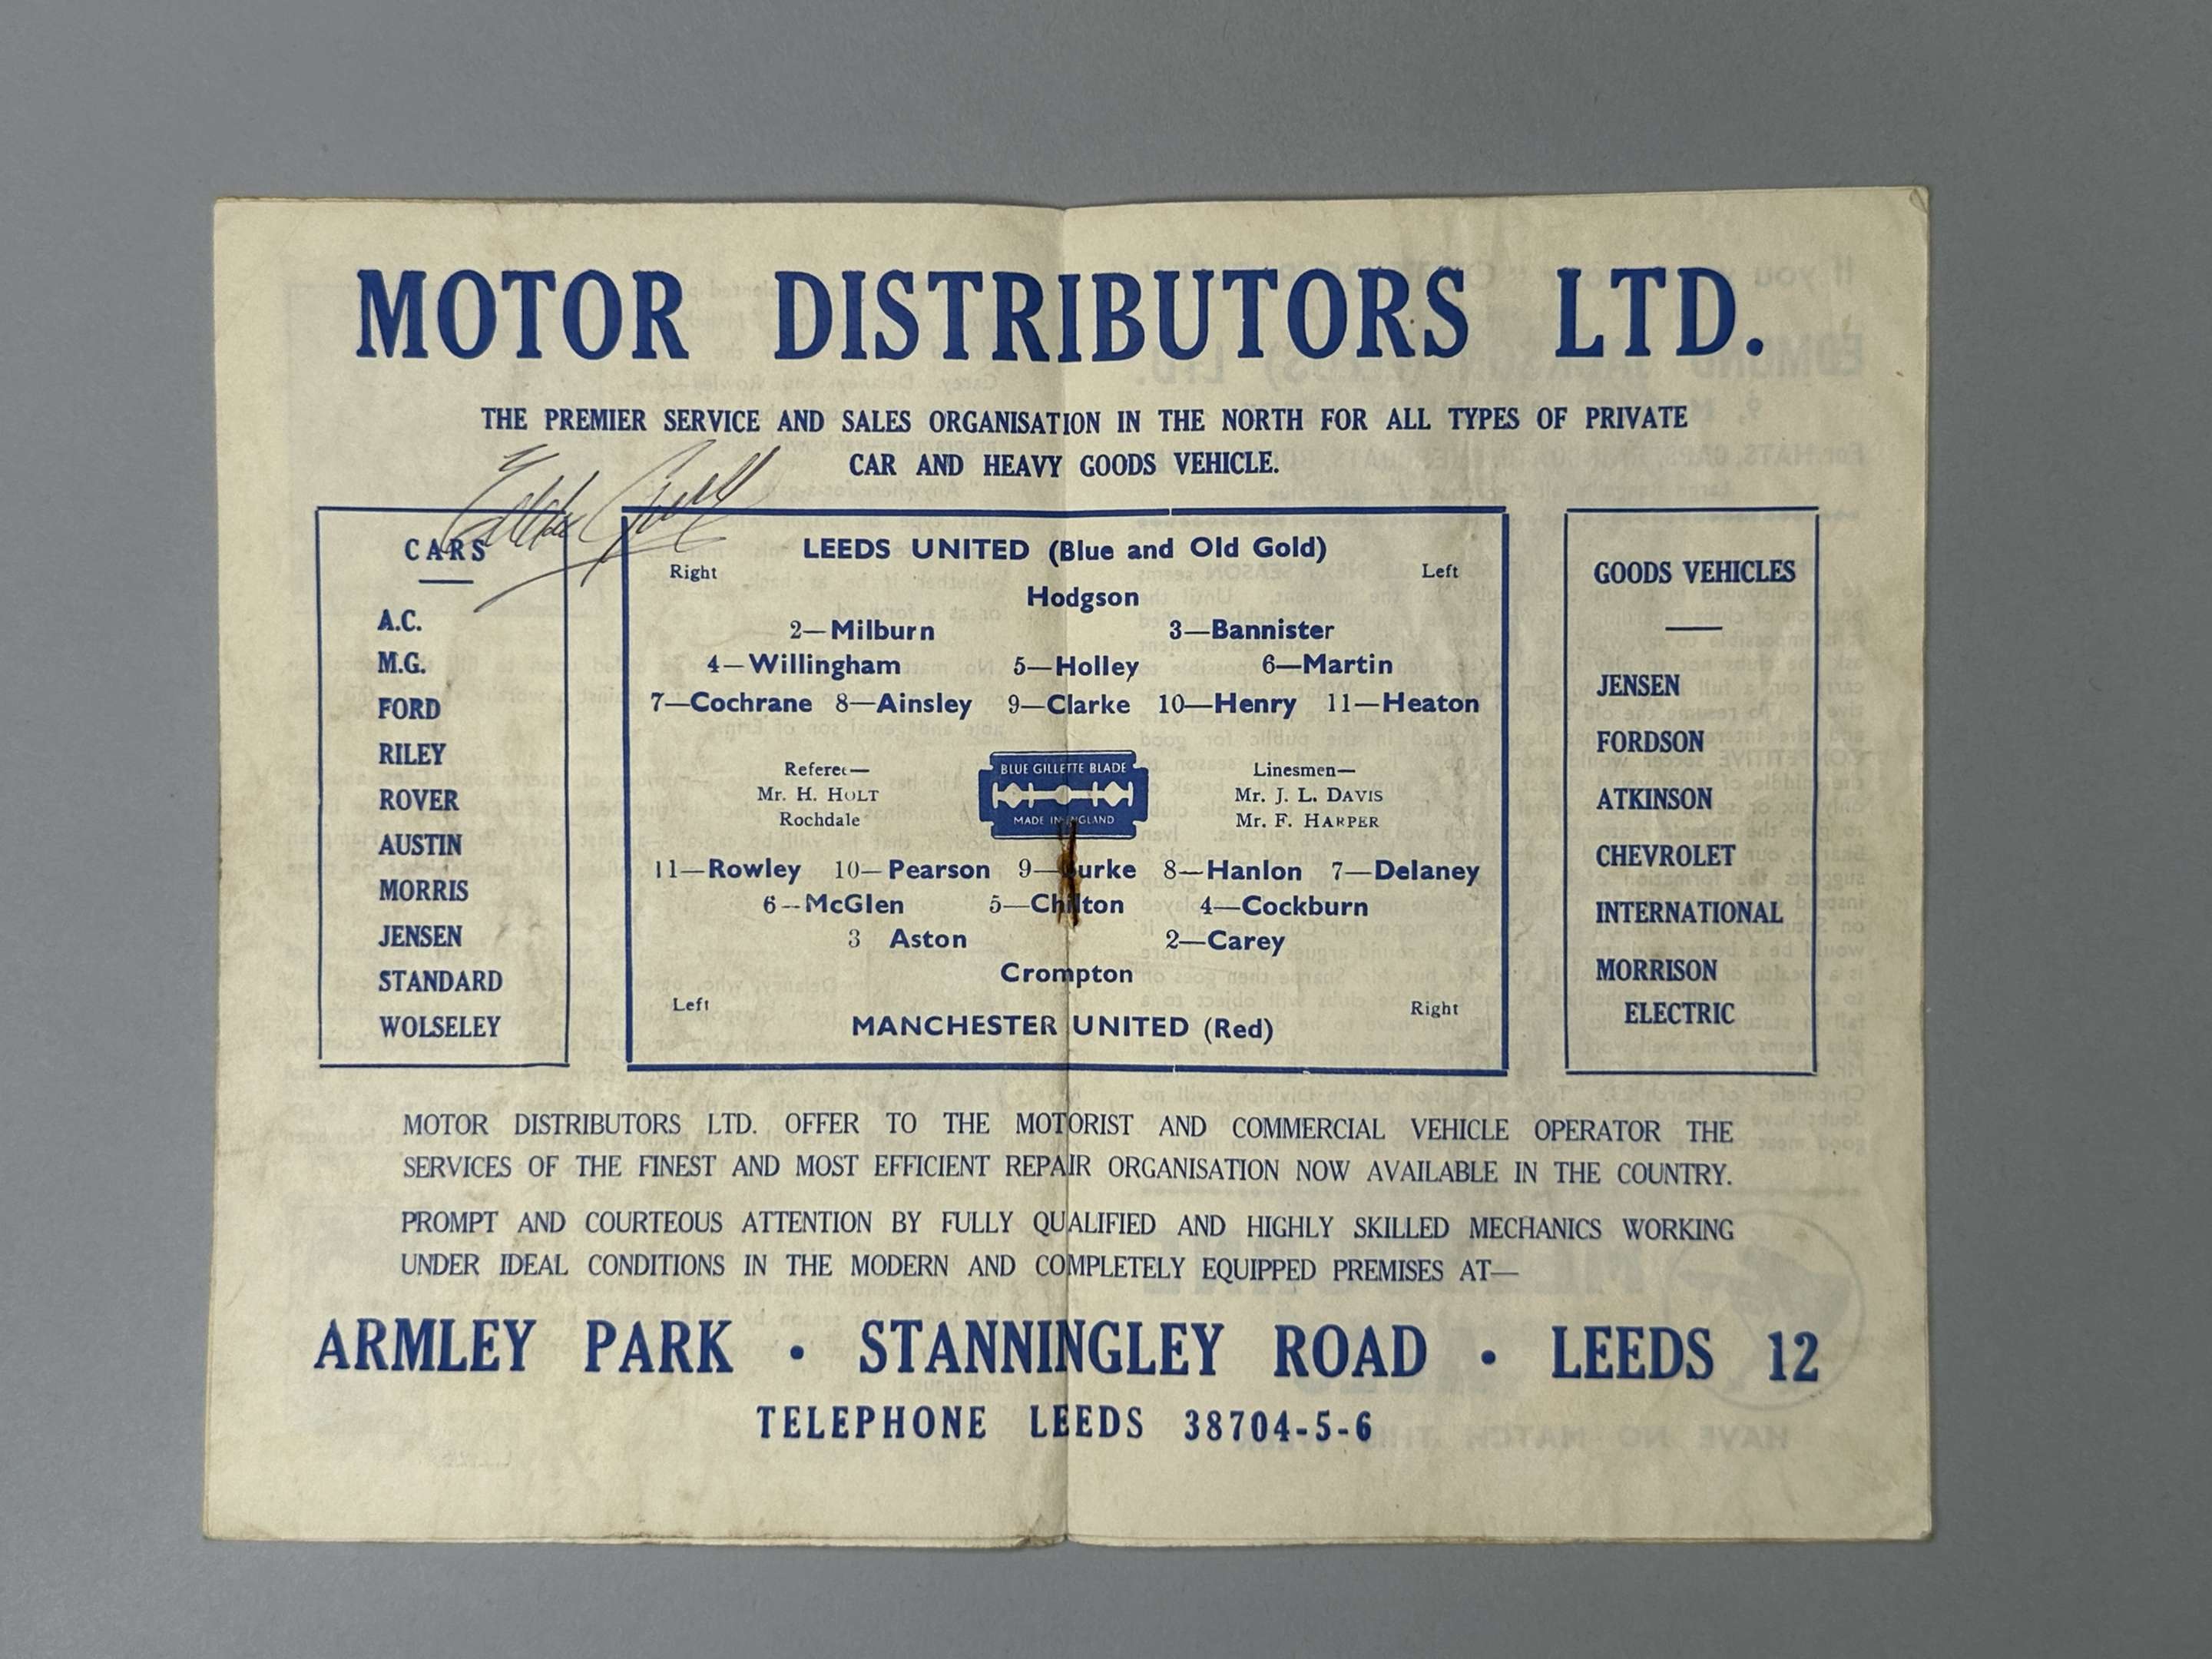 MOTOR DISTRIBUTORS LTD.
THE PREMIER SERVICE AND SALES ORGANISATION IN THE NORTH FOR ALL TYPES OF PRIVATE
CAR AND HEAVY GOODS VEHICLE.
CARS
A.C.
M.G.
FORD
RILEY
ROVER
AUSTIN
MORRIS
JENSEN
STANDARD
WOLSELEY
LEEDS UNITED (Blue and Old Gold)
Right Left
Hodgson
2—Milburn 3—Bannister
4—Willingham 5—Holley 6—Martin
7—Cochrane 8—Ainsley 9—Clarke 10—Henry 11—Heaton
Referee—
Mr. H. HOLT
Rochdale
BLUE GILLETTE BLADE
MADE IN ENGLAND
Linesmen—
Mr. J. L. DAVIS
Mr. F. HARPER
11—Rowley 10—Pearson 9—Burke 8—Hanlon 7—Delaney
6--McGlen 5—Chilton 4—Cockburn
3 Aston 2—Carey
Crompton
Left Right
MANCHESTER UNITED (Red)
GOODS VEHICLES
JENSEN
FORDSON
ATKINSON
CHEVROLET
INTERNATIONAL
MORRISON
ELECTRIC
MOTOR DISTRIBUTORS LTD. OFFER TO THE MOTORIST AND COMMERCIAL VEHICLE OPERATOR THE
SERVICES OF THE FINEST AND MOST EFFICIENT REPAIR ORGANISATION NOW AVAILABLE IN THE COUNTRY.
PROMPT AND COURTEOUS ATTENTION BY FULLY QUALIFIED AND HIGHLY SKILLED MECHANICS WORKING
UNDER IDEAL CONDITIONS IN THE MODERN AND COMPLETELY EQUIPPED PREMISES AT—
ARMLEY PARK • STANNINGLEY ROAD • LEEDS 12
TELEPHONE LEEDS 38704-5-6